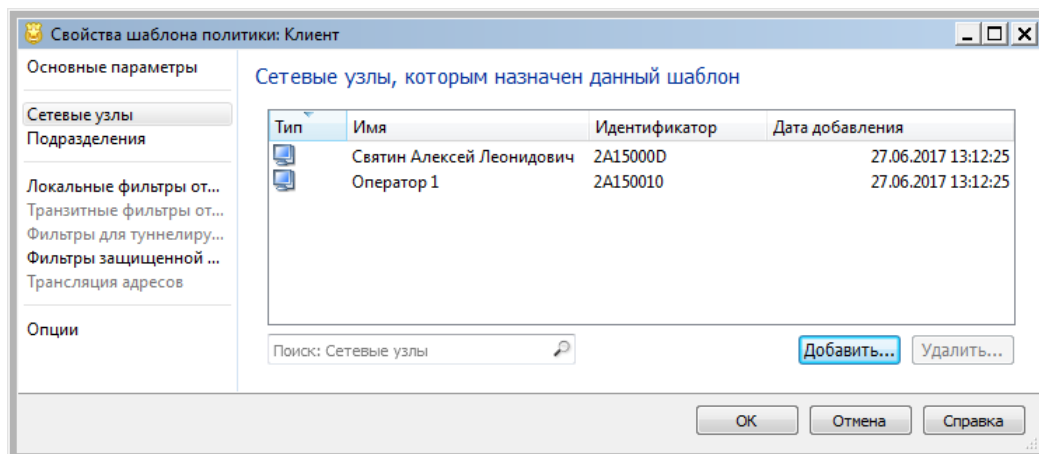 Свойства шаблона политики: Клиент
Основные параметры
Сетевые узлы
Подразделения
Локальные фильтры от...
Транзитные фильтры от...
Фильтры для туннелиру...
Фильтры защищенной ...
Трансляция адресов
Опции
Сетевые узлы, которым назначен данный шаблон
Тип Имя Идентификатор Дата добавления
Святин Алексей Леонидович 2A15000D 27.06.2017 13:12:25
Оператор 1 2A150010 27.06.2017 13:12:25
Поиск: Сетевые узлы
Добавить... Удалить...
OK Отмена Справка